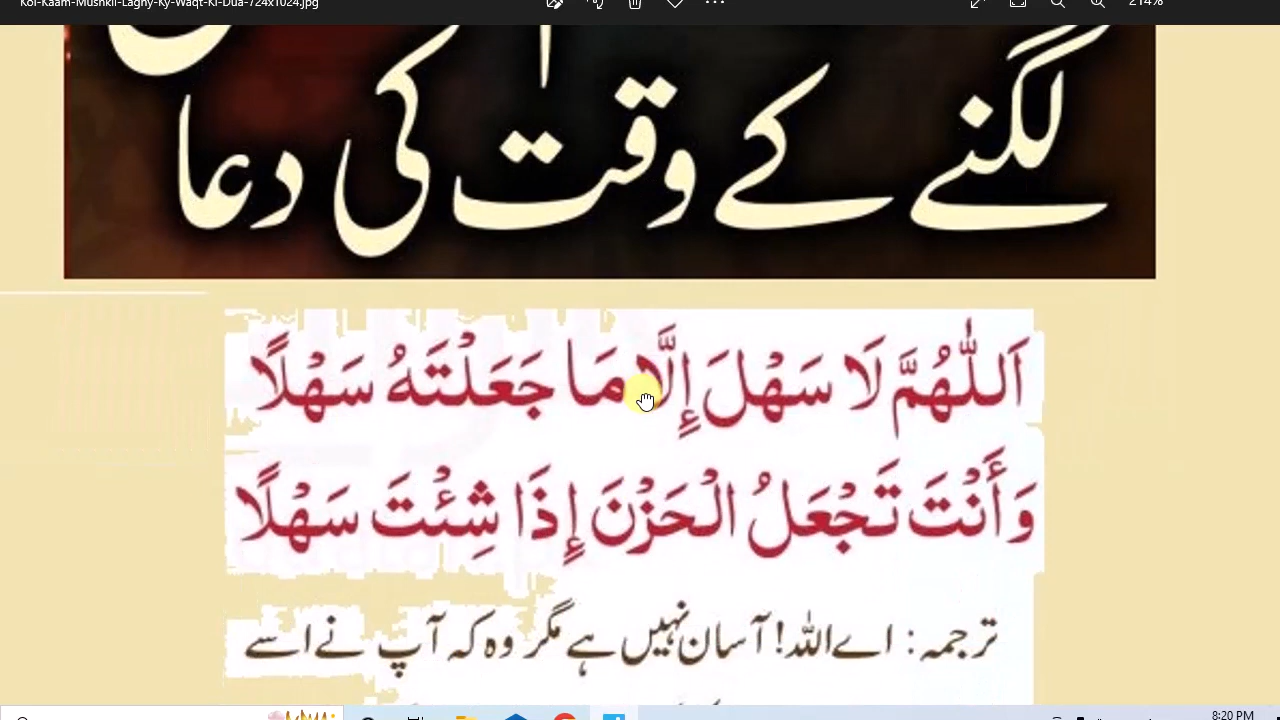 Koi-Kaam-Mushkil-Lagny-Ky-Waqt-Ki-Dua-724x1024.jpg
214%
لگنے کے وقت کی دعا
اَللّٰهُمَّ لَا سَهْلَ إِلَّا مَا جَعَلْتَهُ سَهْلًا
وَأَنْتَ تَجْعَلُ الْحَزْنَ إِذَا شِئْتَ سَهْلًا
ترجمہ: اے اللہ! آسان نہیں ہے مگر وہ کہ آپ نے اسے
8:20 PM